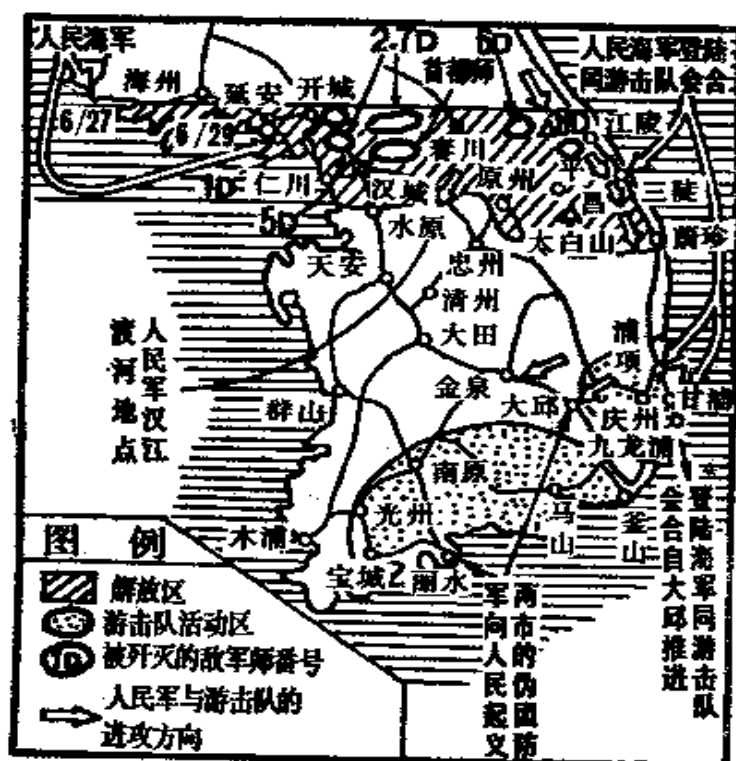 人民海军
2.7D
6D
首都师
人民海军登陆
同游击队会合
海州
延安
开城
6/27
6/29
8D
江陵
春川
平昌
1D
仁川
汉城
原州
三陟
5D
水原
太白山
蔚珍
天安
忠州
清州
大田
浦项
人民军汉江
渡河地点
金泉
群山
大邱
庆州
甘浦
九龙浦
南原
光州
马山
釜山
木浦
宝城
丽水
登陆海军同游击队
会合自大邱推进
两市的伪国防
军向人民起义
图 例
解放区
游击队活动区
1D
被歼灭的敌军师番号
人民军与游击队的
进攻方向